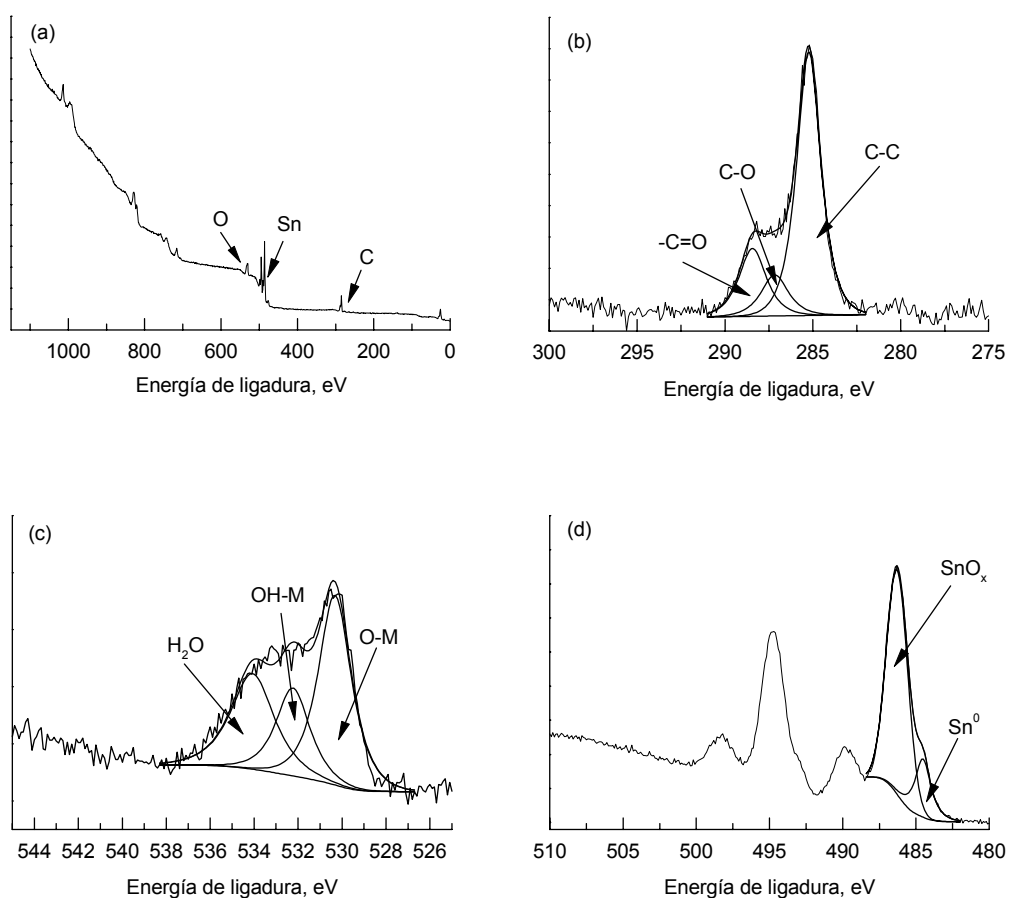 (a)
O
Sn
C
1000 800 600 400 200 0
Energía de ligadura, eV
(b)
C-C
C-O
-C=O
300 295 290 285 280 275
Energía de ligadura, eV
(c)
OH-M
H₂O
O-M
544 542 540 538 536 534 532 530 528 526
Energía de ligadura, eV
(d)
SnOₓ
Sn⁰
510 505 500 495 490 485 480
Energía de ligadura, eV